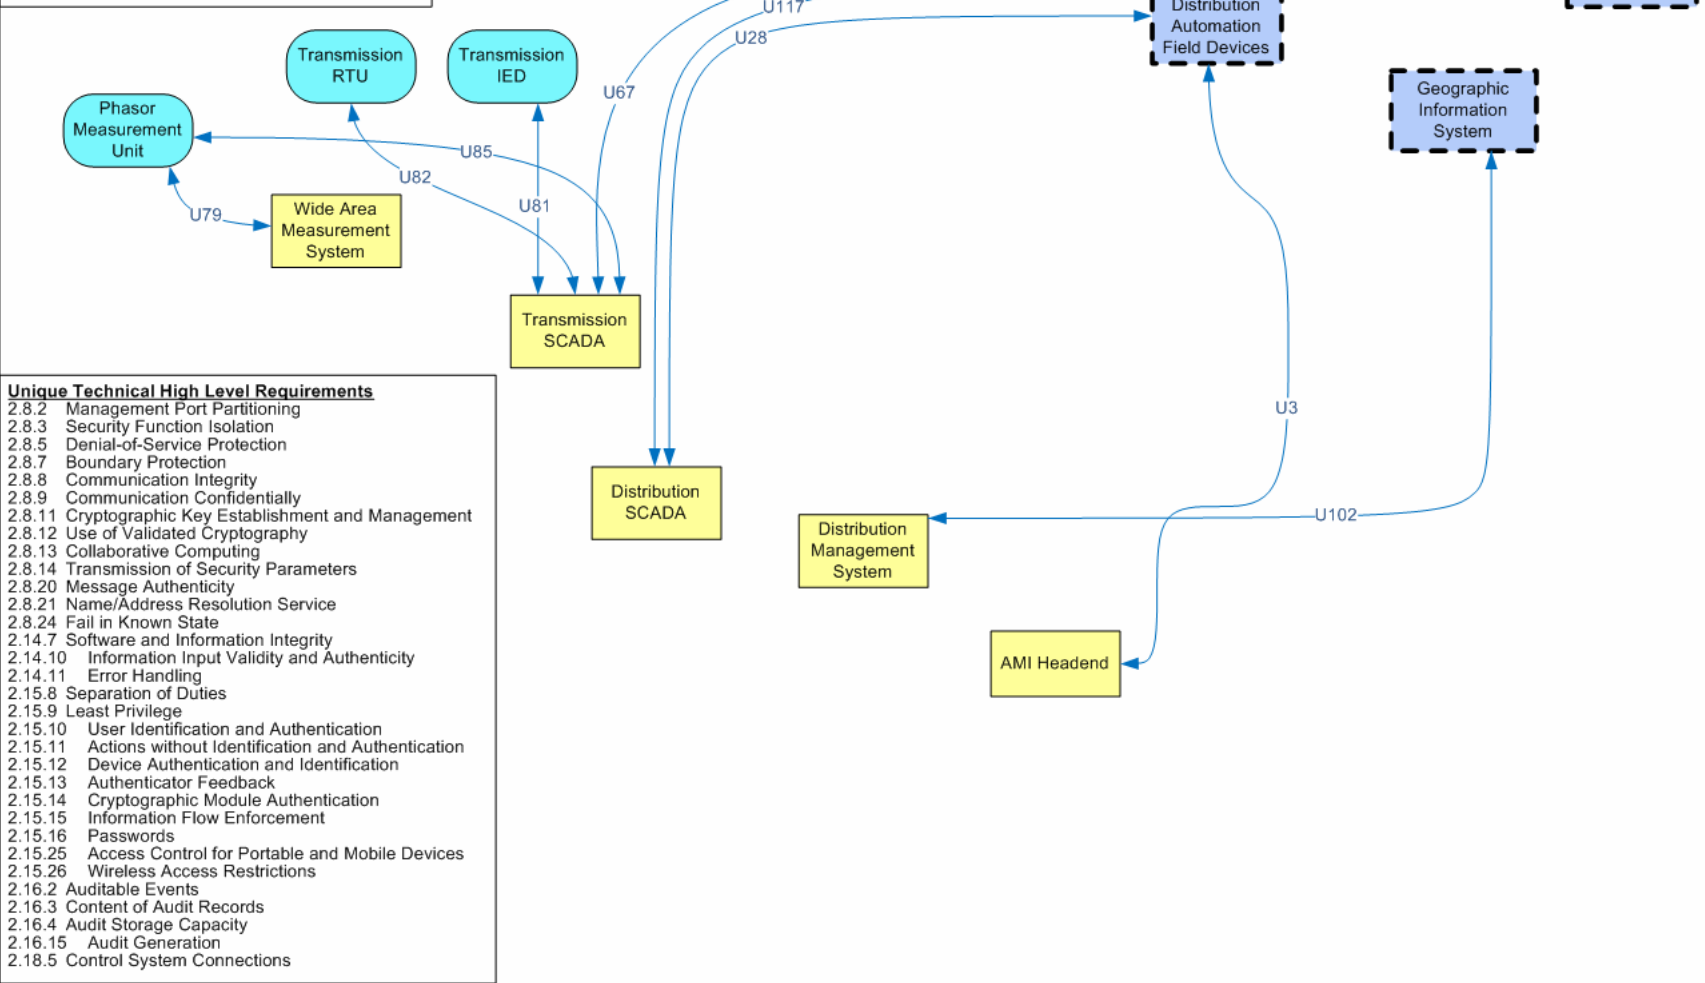 U117
Distribution
Automation
Field Devices
U28
Transmission
RTU
Transmission
IED
U67
Geographic
Information
System
Phasor
Measurement
Unit
U85
U82
U79
U81
Wide Area
Measurement
System
Transmission
SCADA
U3
Distribution
SCADA
U102
Distribution
Management
System
AMI Headend
Unique Technical High Level Requirements
2.8.2 Management Port Partitioning
2.8.3 Security Function Isolation
2.8.5 Denial-of-Service Protection
2.8.7 Boundary Protection
2.8.8 Communication Integrity
2.8.9 Communication Confidentially
2.8.11 Cryptographic Key Establishment and Management
2.8.12 Use of Validated Cryptography
2.8.13 Collaborative Computing
2.8.14 Transmission of Security Parameters
2.8.20 Message Authenticity
2.8.21 Name/Address Resolution Service
2.8.24 Fail in Known State
2.14.7 Software and Information Integrity
2.14.10 Information Input Validity and Authenticity
2.14.11 Error Handling
2.15.8 Separation of Duties
2.15.9 Least Privilege
2.15.10 User Identification and Authentication
2.15.11 Actions without Identification and Authentication
2.15.12 Device Authentication and Identification
2.15.13 Authenticator Feedback
2.15.14 Cryptographic Module Authentication
2.15.15 Information Flow Enforcement
2.15.16 Passwords
2.15.25 Access Control for Portable and Mobile Devices
2.15.26 Wireless Access Restrictions
2.16.2 Auditable Events
2.16.3 Content of Audit Records
2.16.4 Audit Storage Capacity
2.16.15 Audit Generation
2.18.5 Control System Connections